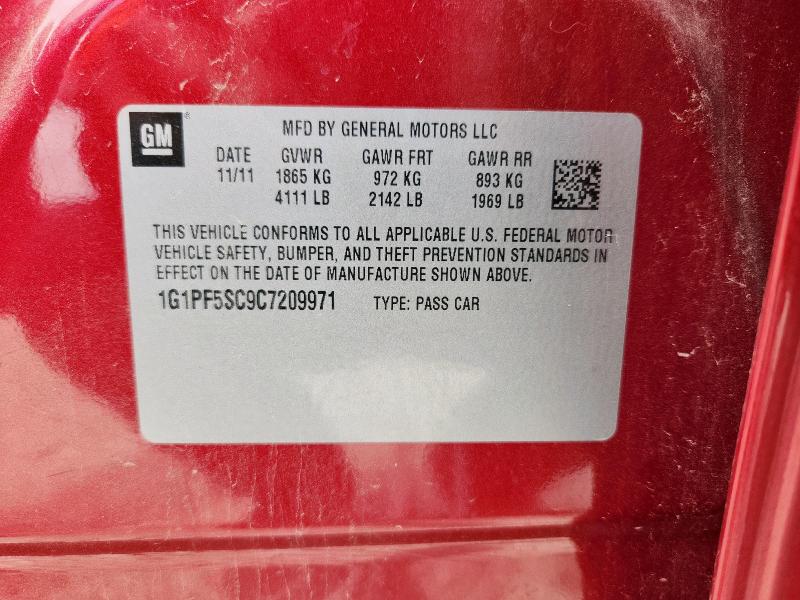 GM
MFD BY GENERAL MOTORS LLC
DATE GVWR GAWR FRT GAWR RR
11/11 1865 KG 972 KG 893 KG
4111 LB 2142 LB 1969 LB
THIS VEHICLE CONFORMS TO ALL APPLICABLE U.S. FEDERAL MOTOR
VEHICLE SAFETY, BUMPER, AND THEFT PREVENTION STANDARDS IN
EFFECT ON THE DATE OF MANUFACTURE SHOWN ABOVE.
1G1PF5SC9C7209971 TYPE: PASS CAR